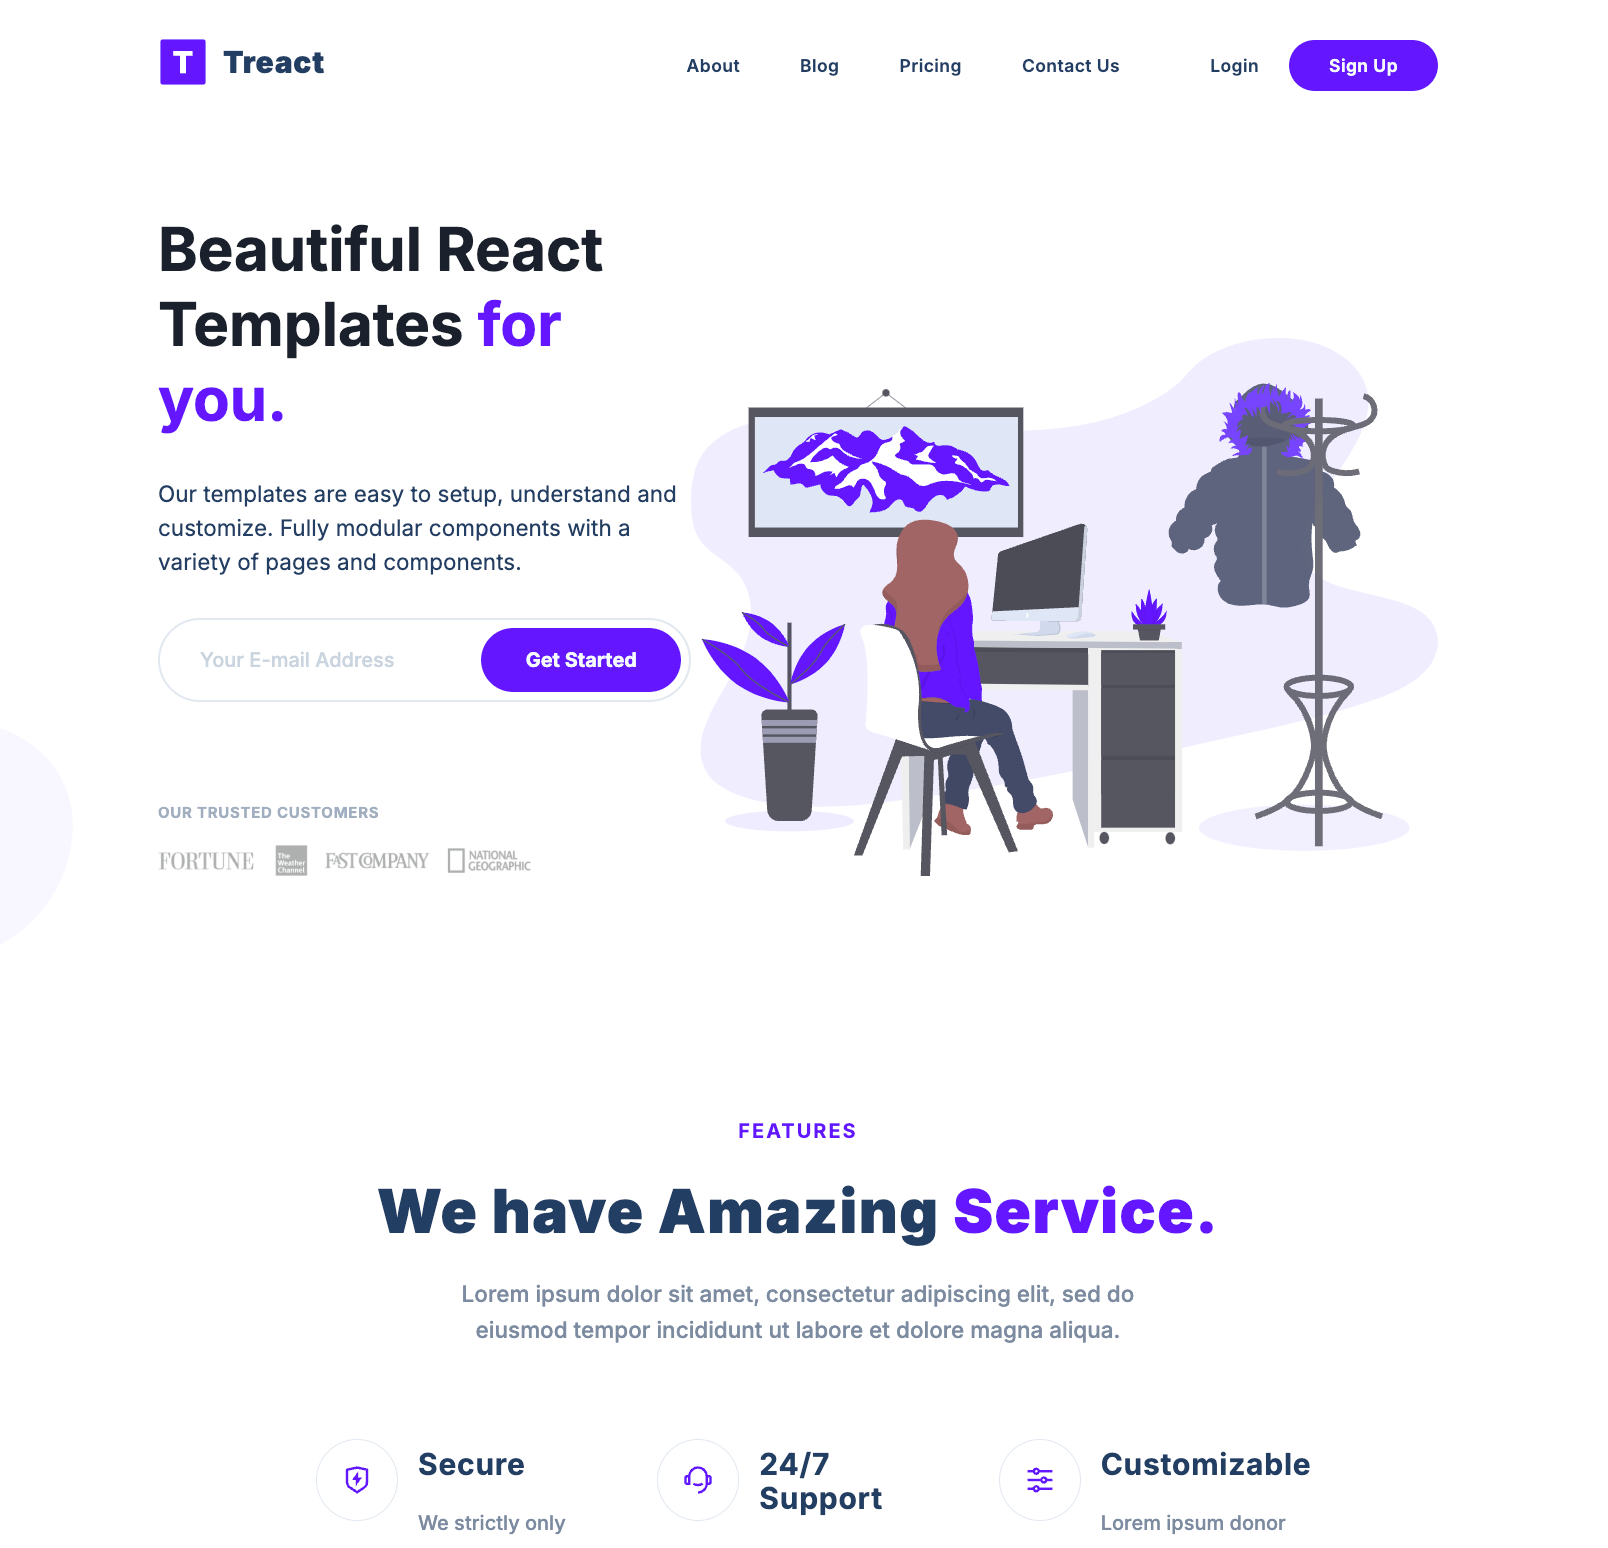 T Treact
About Blog Pricing Contact Us Login Sign Up
Beautiful React
Templates for
you.
Our templates are easy to setup, understand and
customize. Fully modular components with a
variety of pages and components.
Your E-mail Address
Get Started
OUR TRUSTED CUSTOMERS
FORTUNE
The
Weather
Channel
FAST COMPANY
NATIONAL
GEOGRAPHIC
FEATURES
We have Amazing Service.
Lorem ipsum dolor sit amet, consectetur adipiscing elit, sed do
eiusmod tempor incididunt ut labore et dolore magna aliqua.
Secure
We strictly only
24/7
Support
Customizable
Lorem ipsum donor